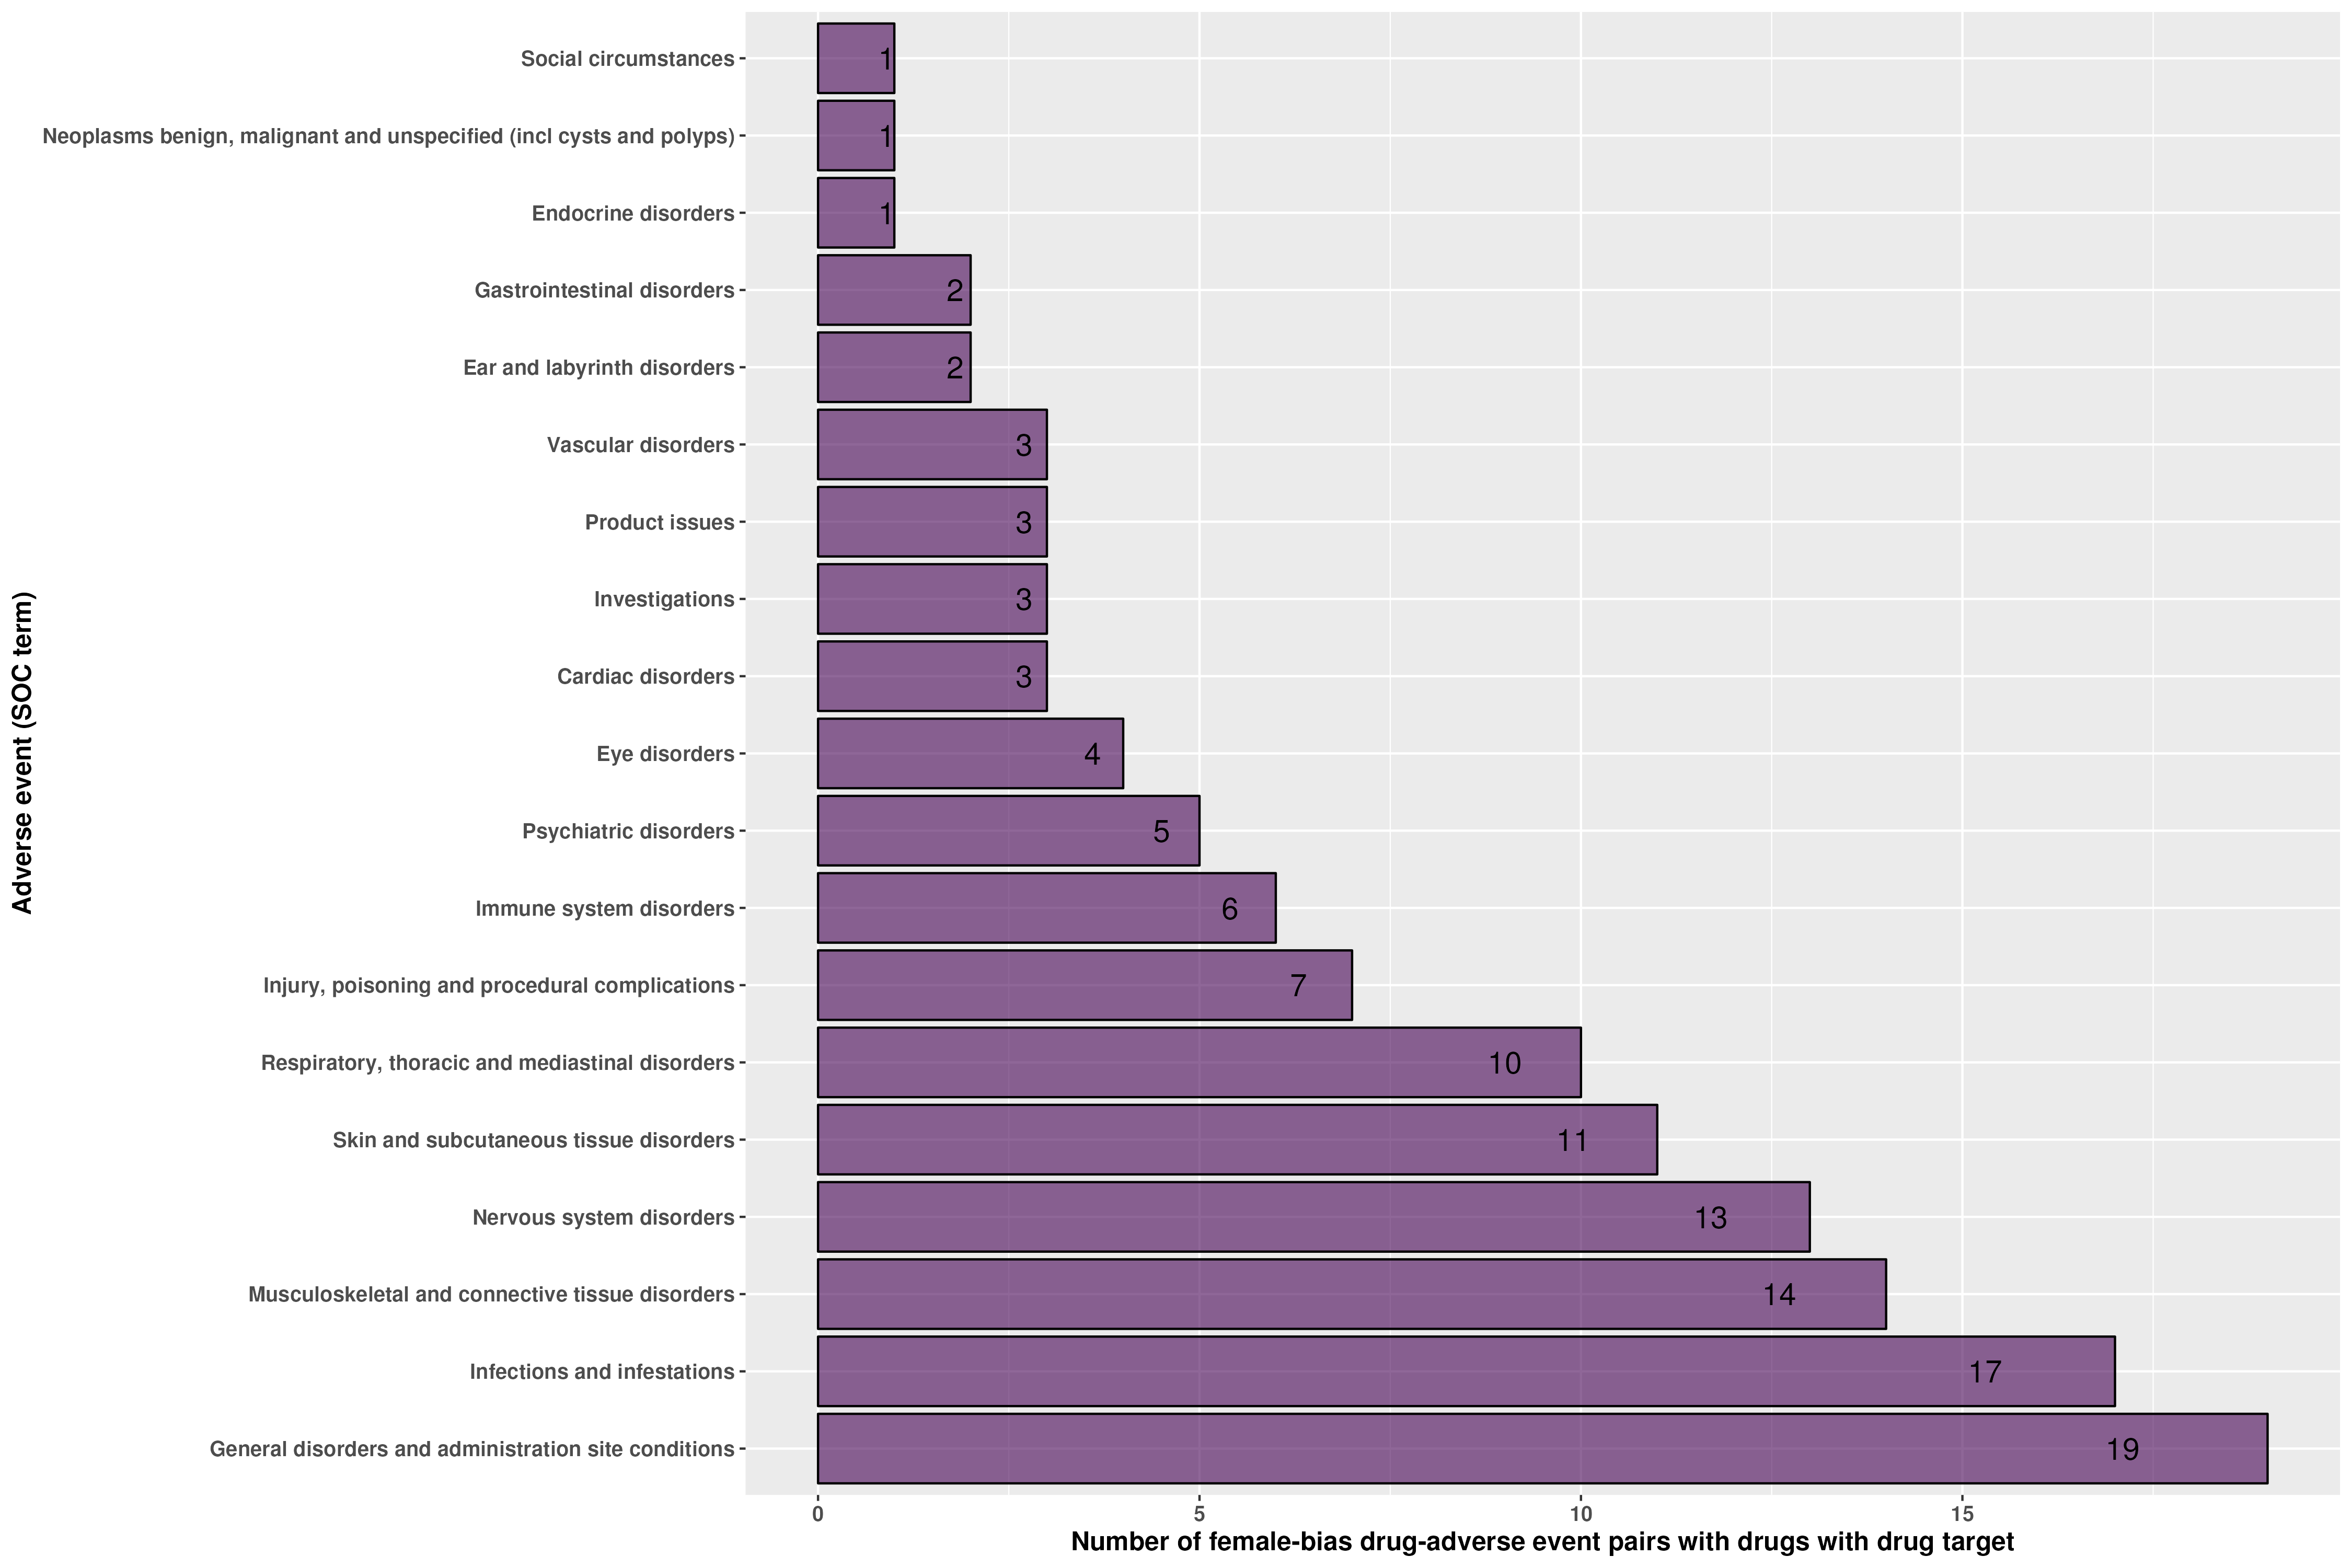 Social circumstances 1
Neoplasms benign, malignant and unspecified (incl cysts and polyps) 1
Endocrine disorders 1
Gastrointestinal disorders 2
Ear and labyrinth disorders 2
Vascular disorders 3
Product issues 3
Investigations 3
Cardiac disorders 3
Eye disorders 4
Psychiatric disorders 5
Immune system disorders 6
Injury, poisoning and procedural complications 7
Respiratory, thoracic and mediastinal disorders 10
Skin and subcutaneous tissue disorders 11
Nervous system disorders 13
Musculoskeletal and connective tissue disorders 14
Infections and infestations 17
General disorders and administration site conditions 19
0 5 10 15
Number of female-bias drug-adverse event pairs with drugs with drug target
Adverse event (SOC term)